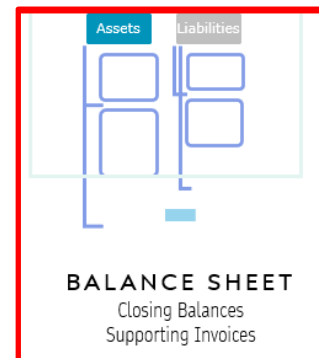 Assets Liabilities
BALANCE SHEET
Closing Balances
Supporting Invoices